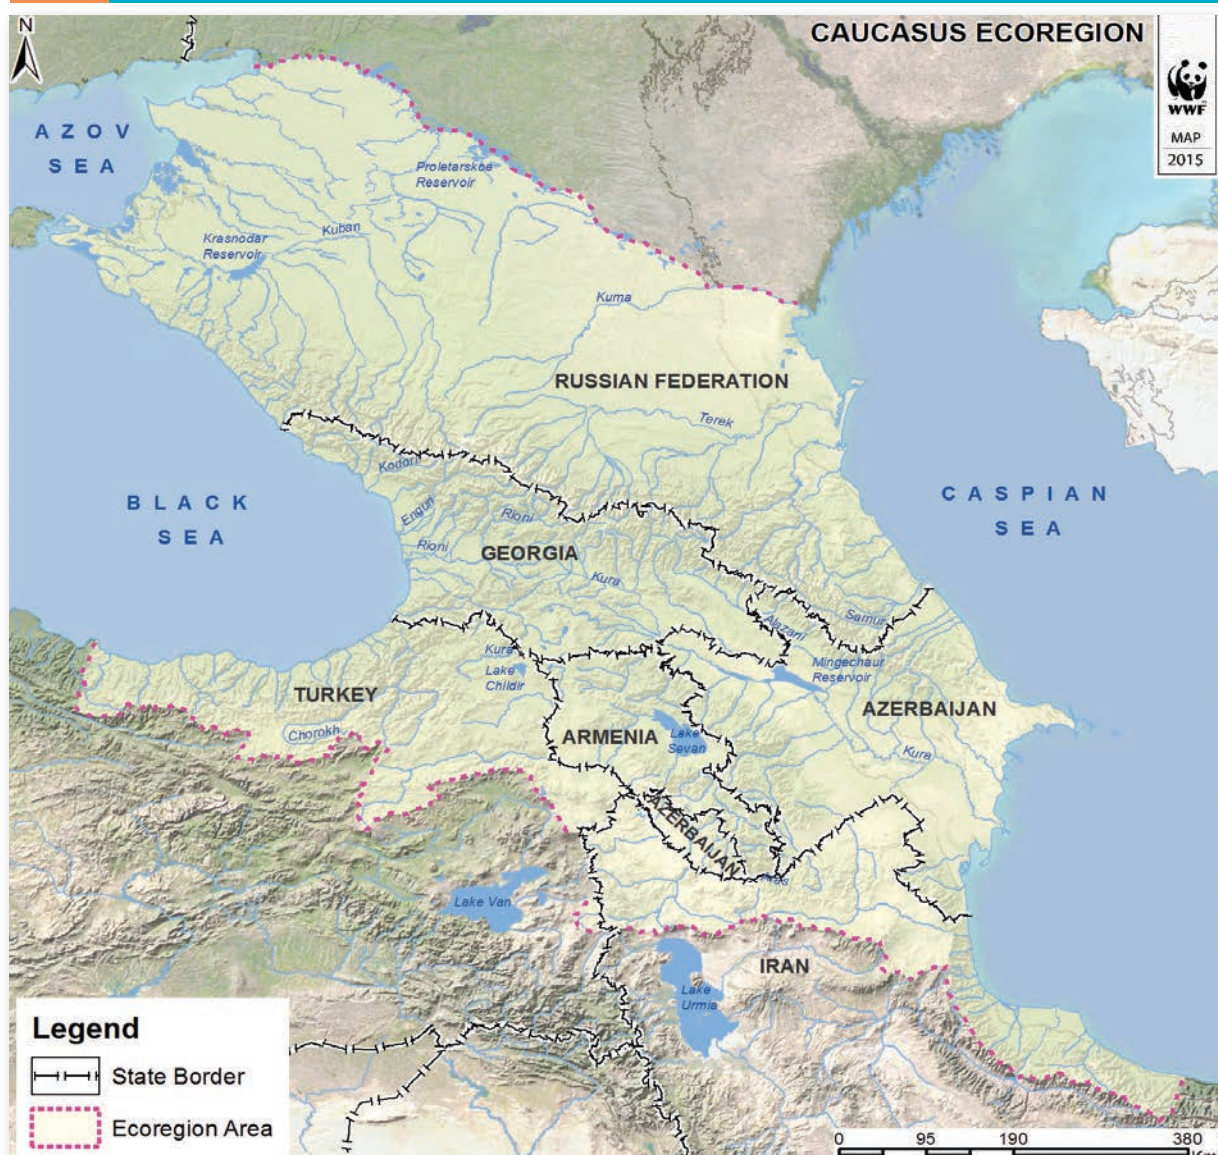 CAUCASUS ECOREGION
N
WWF
MAP
2015
AZOV
SEA
Proletarskoe
Reservoir
Kuban
Krasnodar
Reservoir
Kuma
RUSSIAN FEDERATION
Terek
Kodori
BLACK
SEA
CASPIAN
SEA
Enguri
Rioni
Rioni
GEORGIA
Kura
Samur
Alazani
Kura
Lake
Childir
Mingechaur
Reservoir
TURKEY
AZERBAIJAN
Chorokh
ARMENIA
Lake
Sevan
Kura
AZERBAIJAN
Lake Van
IRAN
Lake
Urmia
Legend
State Border
Ecoregion Area
0 95 190 380
Km